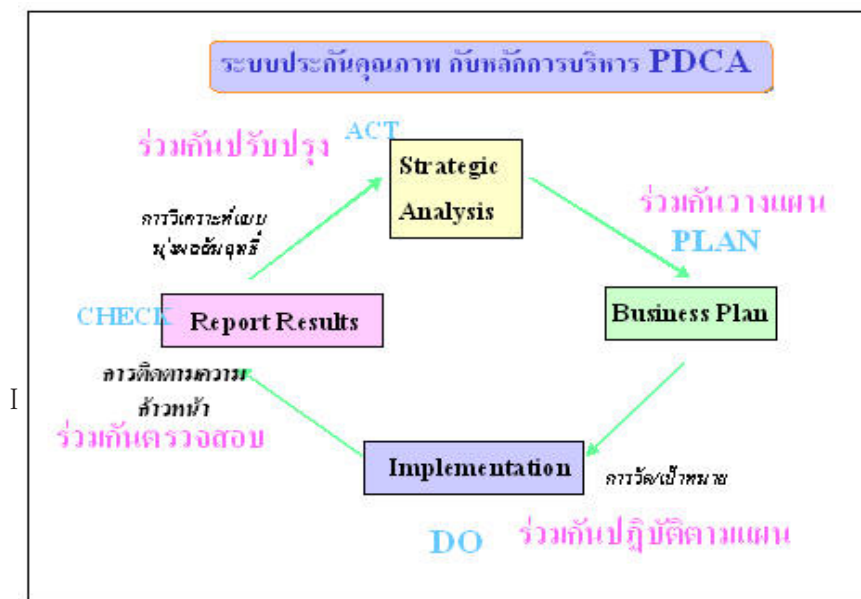 ระบบประกันคุณภาพ กับหลักการบริหาร PDCA
ACT
ร่วมกันปรับปรุง
Strategic
Analysis
ร่วมกันวางแผน
PLAN
การวิเคราะห์แบบ
มุ่งผลสัมฤทธิ์
CHECK
Report Results
Business Plan
การติดตามความ
ก้าวหน้า
ร่วมกันตรวจสอบ
I
Implementation
การวัด/เป้าหมาย
DO
ร่วมกันปฏิบัติตามแผน